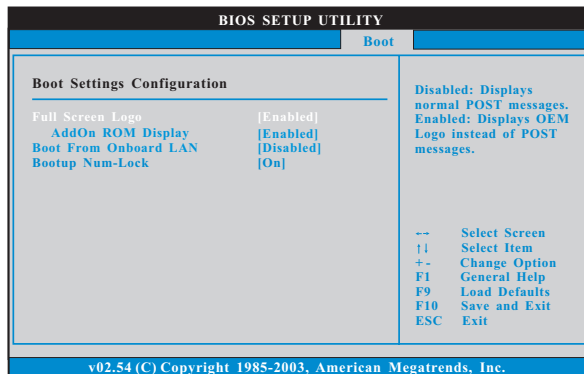 BIOS SETUP UTILITY
Boot
Boot Settings Configuration
Full Screen Logo [Enabled]
AddOn ROM Display [Enabled]
Boot From Onboard LAN [Disabled]
Bootup Num-Lock [On]
Disabled: Displays
normal POST messages.
Enabled: Displays OEM
Logo instead of POST
messages.
←→ Select Screen
↑↓ Select Item
+ - Change Option
F1 General Help
F9 Load Defaults
F10 Save and Exit
ESC Exit
v02.54 (C) Copyright 1985-2003, American Megatrends, Inc.